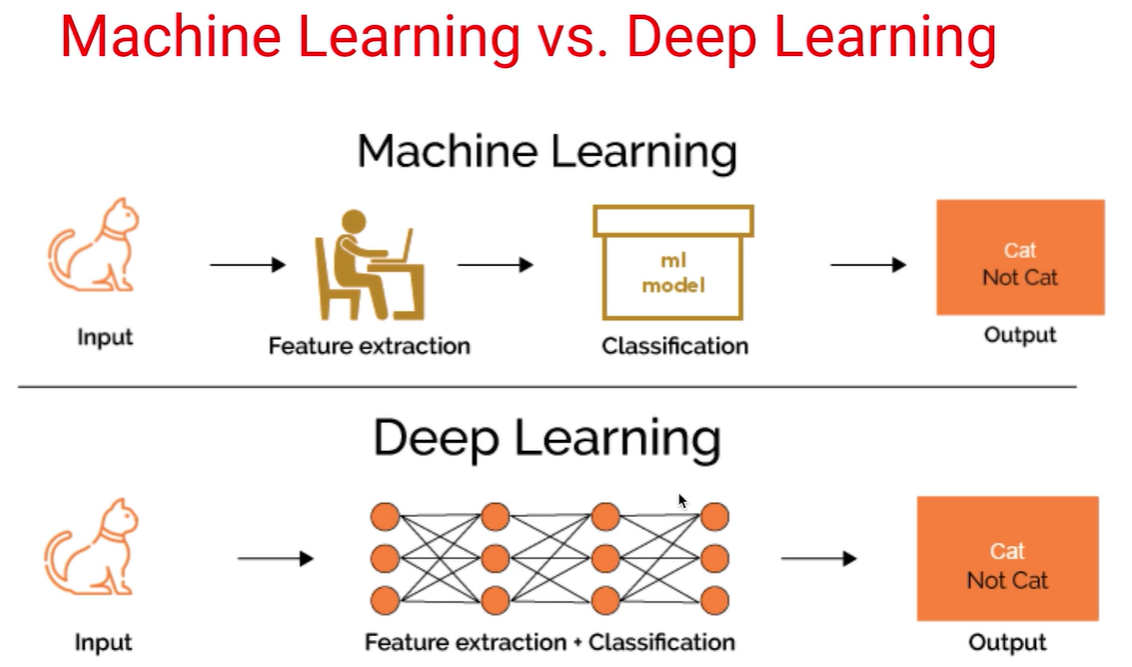 Machine Learning vs. Deep Learning
Machine Learning
ml
model
Cat
Not Cat
Input
Feature extraction
Classification
Output
Deep Learning
Cat
Not Cat
Input
Feature extraction + Classification
Output